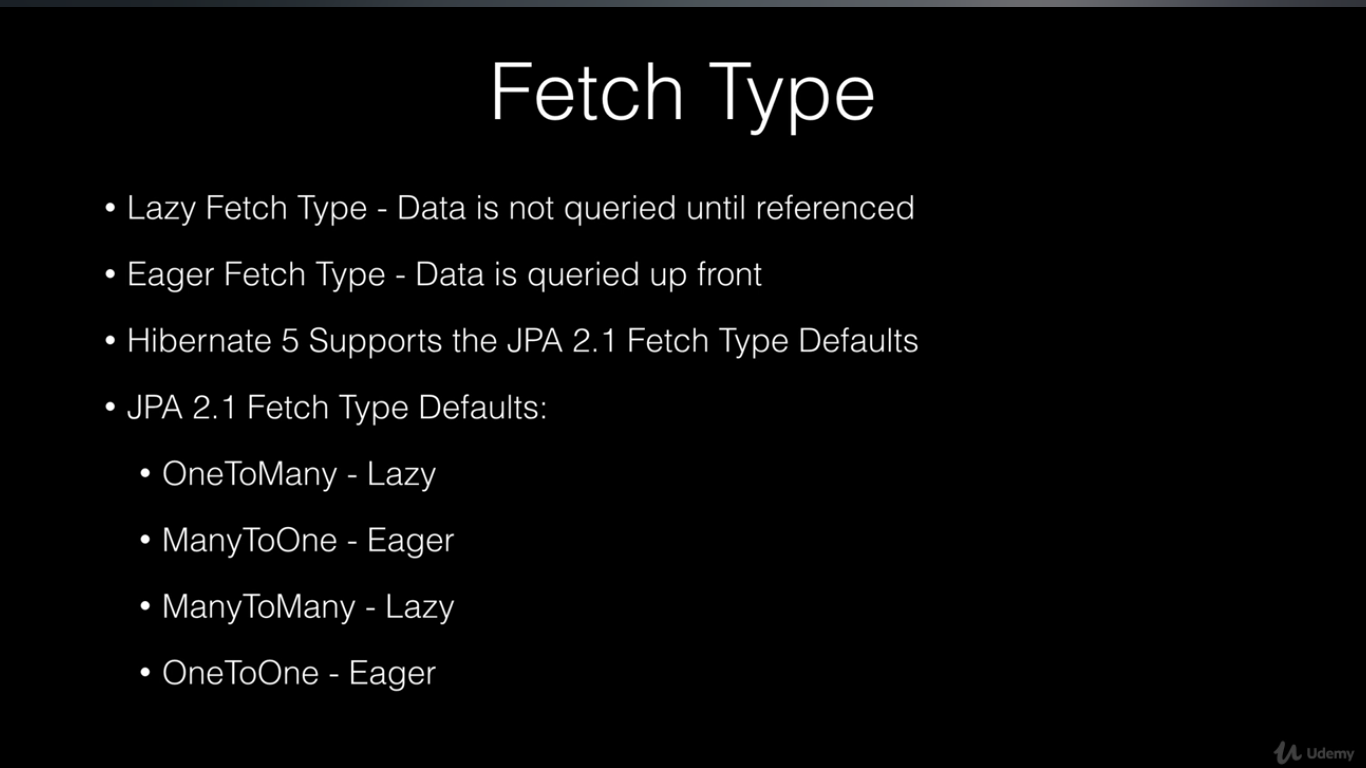 Fetch Type
• Lazy Fetch Type - Data is not queried until referenced
• Eager Fetch Type - Data is queried up front
• Hibernate 5 Supports the JPA 2.1 Fetch Type Defaults
• JPA 2.1 Fetch Type Defaults:
• OneToMany - Lazy
• ManyToOne - Eager
• ManyToMany - Lazy
• OneToOne - Eager
Udemy